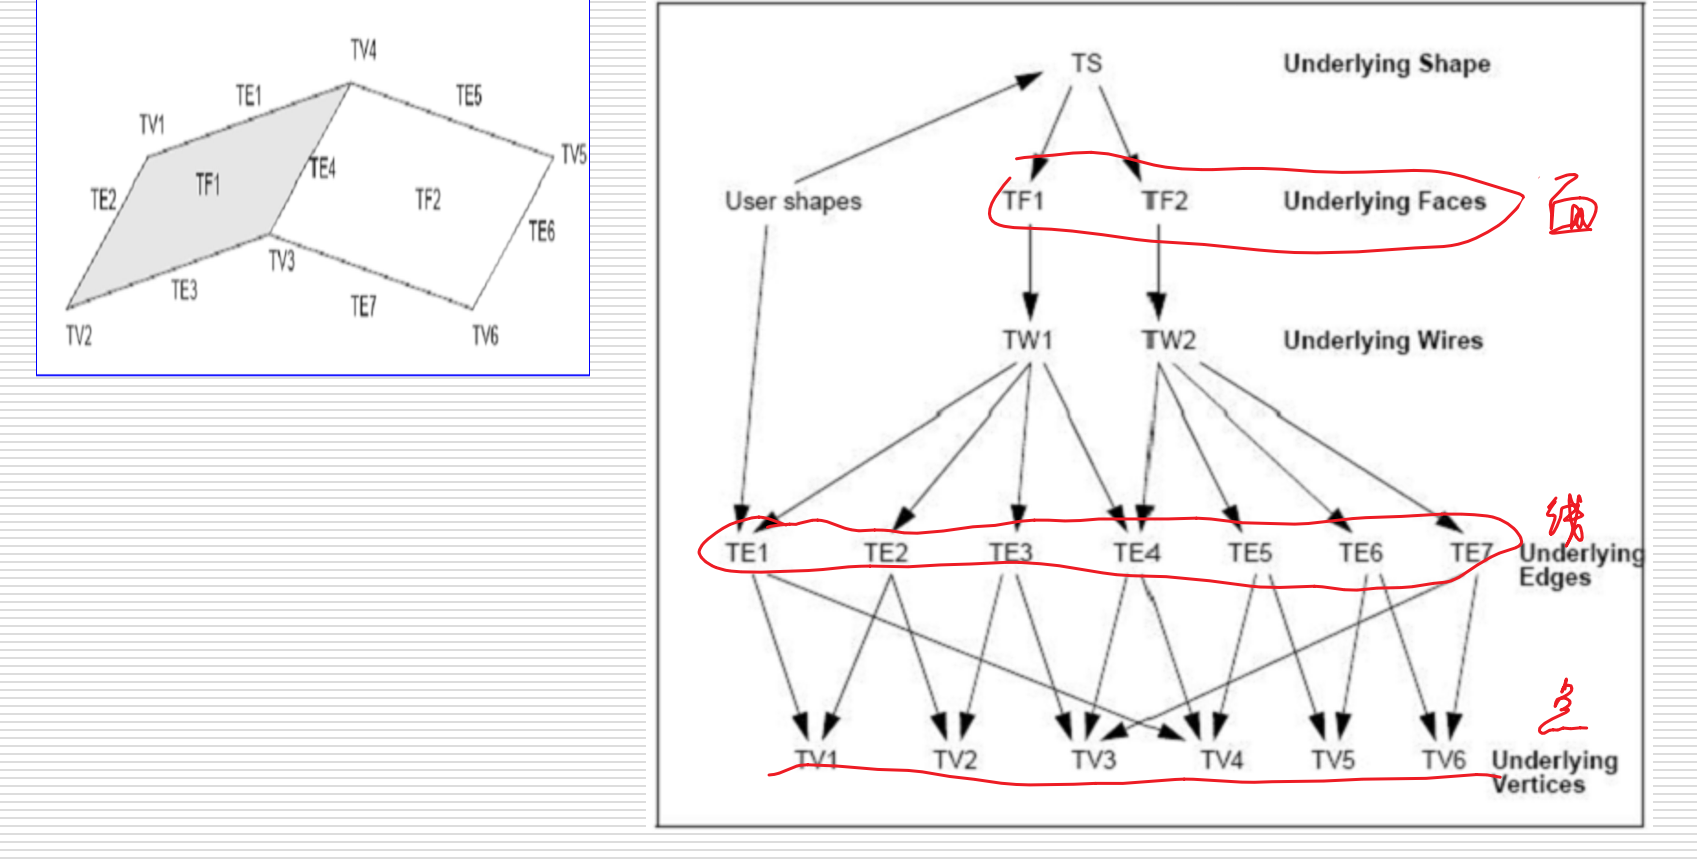 TV4
TE1
TE5
TV1
TV5
TE4
TF1
TE2
TF2
TE6
TV3
TE3
TE7
TV2
TV6
TS
Underlying Shape
User shapes
TF1
TF2
Underlying Faces
面
TW1
TW2
Underlying Wires
线
TE1
TE2
TE3
TE4
TE5
TE6
TE7
Underlying
Edges
点
TV1
TV2
TV3
TV4
TV5
TV6
Underlying
Vertices